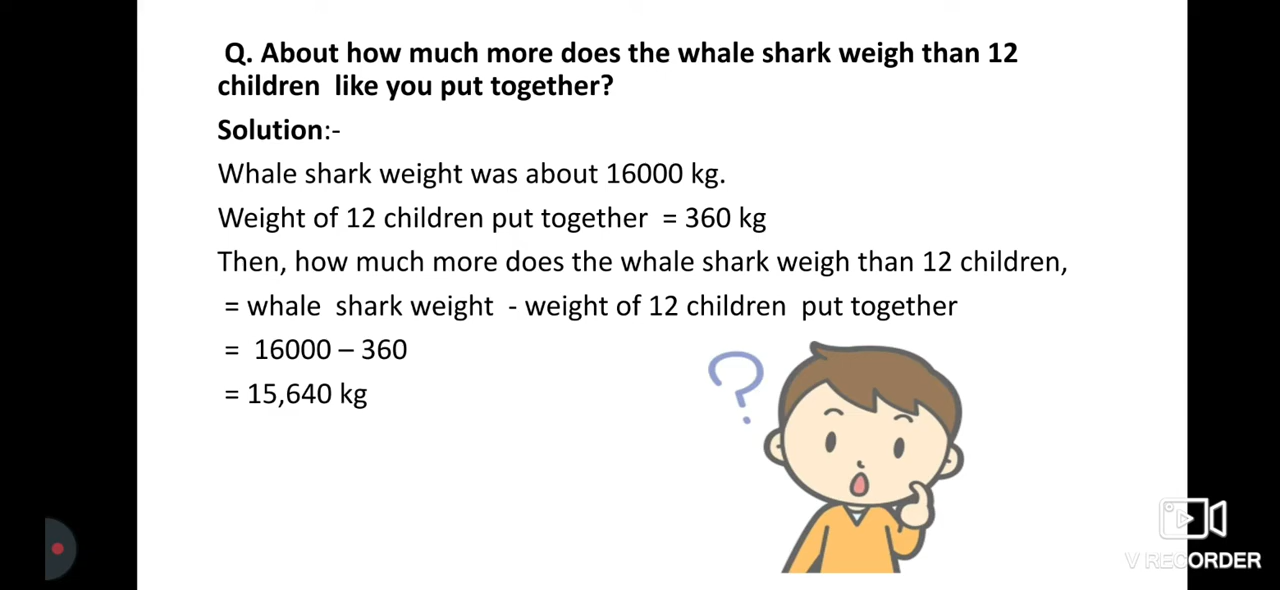 Q. About how much more does the whale shark weigh than 12
children like you put together?
Solution:-
Whale shark weight was about 16000 kg.
Weight of 12 children put together = 360 kg
Then, how much more does the whale shark weigh than 12 children,
= whale shark weight - weight of 12 children put together
= 16000 – 360
= 15,640 kg
?
V RECORDER